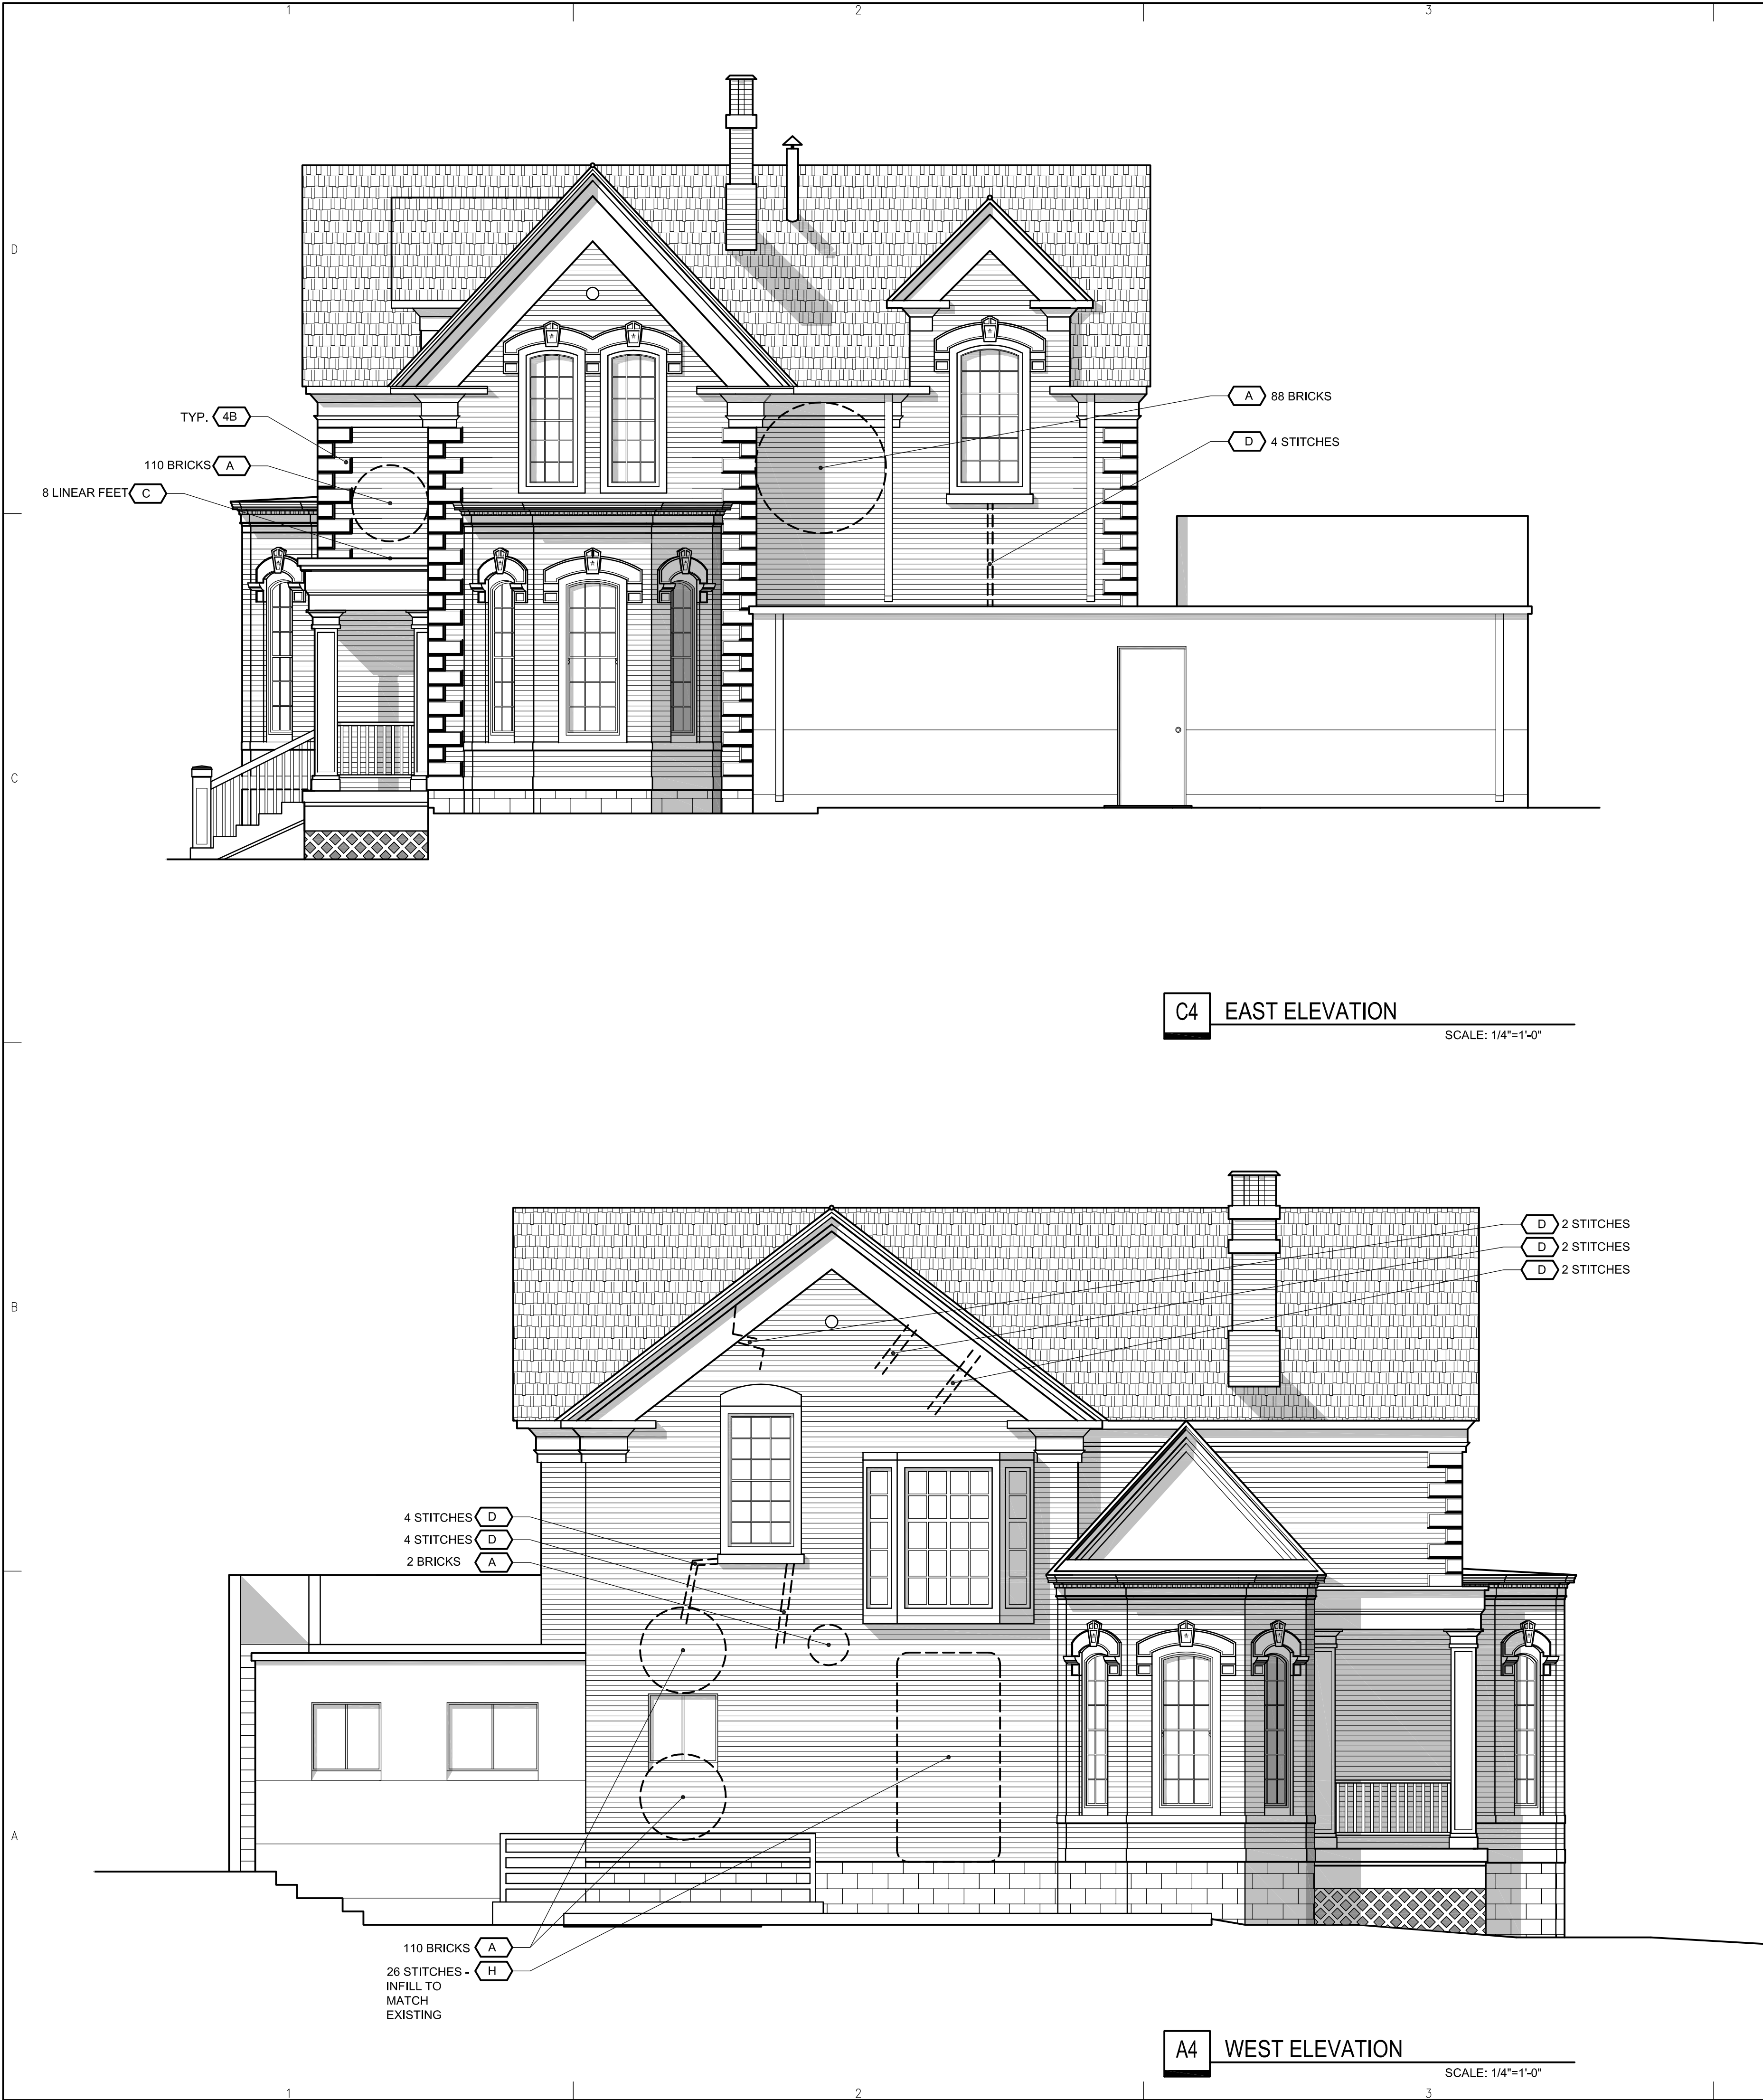 1 2 3
D
TYP. 4B
110 BRICKS A
8 LINEAR FEET C
A 88 BRICKS
D 4 STITCHES
C
C4 EAST ELEVATION
SCALE: 1/4"=1'-0"
D 2 STITCHES
D 2 STITCHES
D 2 STITCHES
B
4 STITCHES D
4 STITCHES D
2 BRICKS A
A
110 BRICKS A
26 STITCHES - H
INFILL TO
MATCH
EXISTING
A4 WEST ELEVATION
SCALE: 1/4"=1'-0"
1 2 3